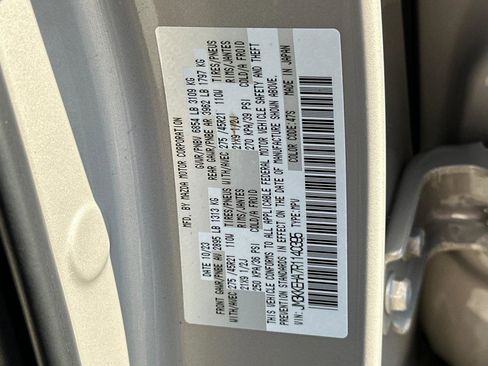 MFD. BY MAZDA MOTOR CORPORATION
DATE 10/23 GVWR/PNBV 6854 LB 3109 KG
FRONT GAWR/PNBE AV 2895 LB 1313 KG REAR GAWR/PNBE AR 3962 LB 1797 KG
WITH/AVEC 275 /45R21 110W TIRES/PNEUS WITH/AVEC 275 /45R21 110W TIRES/PNEUS
21X9 1/2J RIMS/JANTES 21X9 1/2J RIMS/JANTES
250 KPA/36 PSI COLD/A FROID 270 KPA/39 PSI COLD/A FROID
THIS VEHICLE CONFORMS TO ALL APPLICABLE FEDERAL MOTOR VEHICLE SAFETY AND THEFT
PREVENTION STANDARDS IN EFFECT ON THE DATE OF MANUFACTURE SHOWN ABOVE.
VIN: JM3KKEHA7R1140395 TYPE: MPV COLOR CODE: 47S MADE IN JAPAN